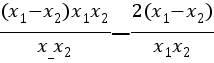 (x₁−x₂)x₁x₂ / x_x₂ — 2(x₁−x₂) / x₁x₂